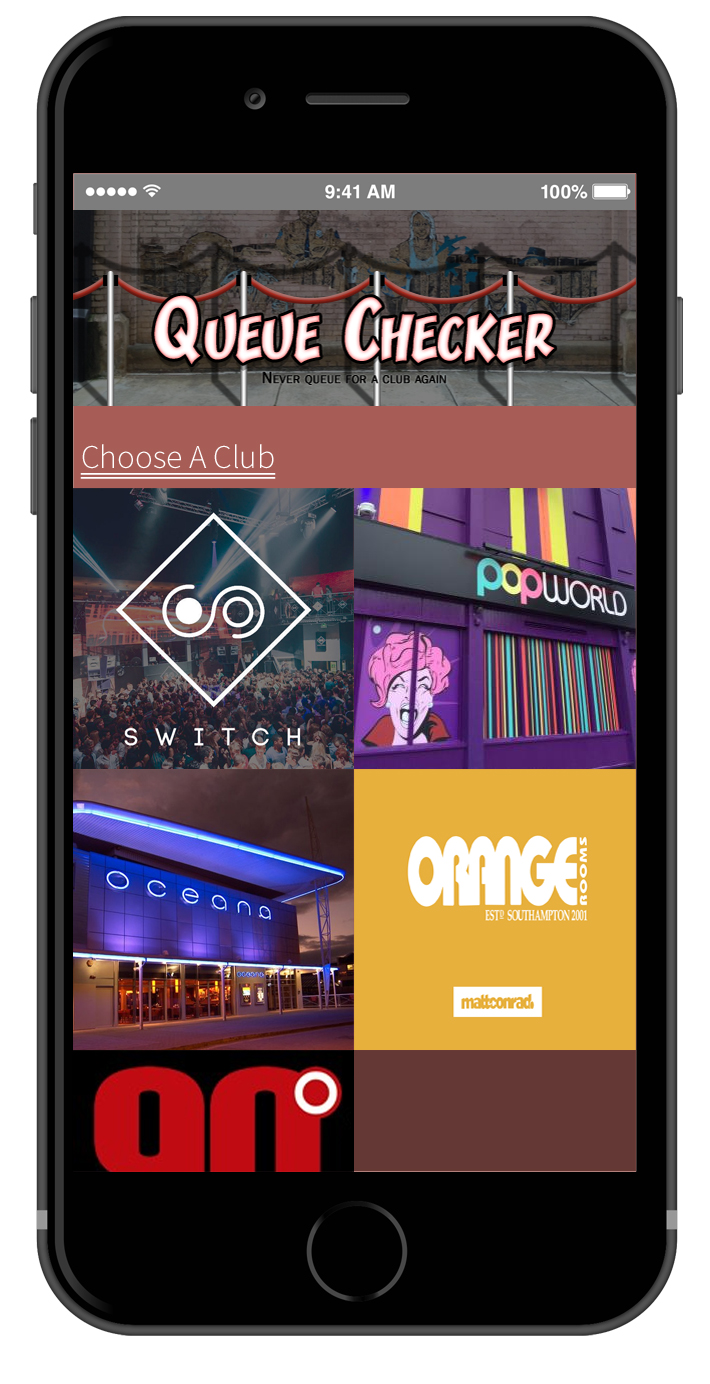 9:41 AM
100%
Queue Checker
Never queue for a club again
Choose A Club
SWITCH
popWORLD
oceana
ORANGE
ROOMS
ESTD SOUTHAMPTON 2001
mattconrad.